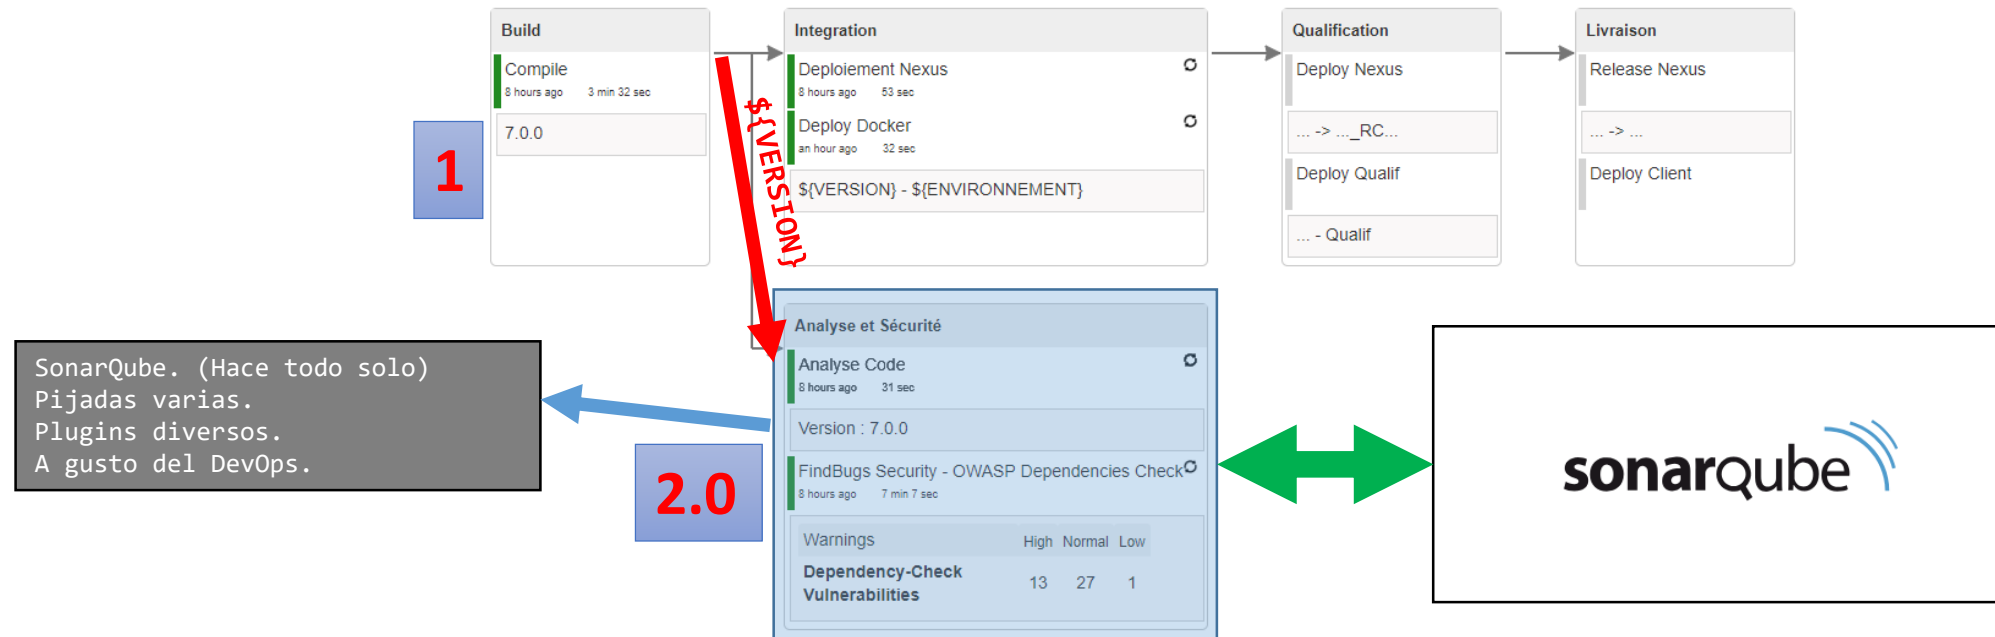 Build
Compile
8 hours ago 3 min 32 sec
7.0.0
1
Integration
Deploiement Nexus
8 hours ago 53 sec
Deploy Docker
an hour ago 32 sec
${VERSION} - ${ENVIRONNEMENT}
${VERSION}
Qualification
Deploy Nexus
... -> ..._RC...
Deploy Qualif
... - Qualif
Livraison
Release Nexus
... -> ...
Deploy Client
SonarQube. (Hace todo solo)
Pijadas varias.
Plugins diversos.
A gusto del DevOps.
2.0
Analyse et Sécurité
Analyse Code
8 hours ago 31 sec
Version : 7.0.0
FindBugs Security - OWASP Dependencies Check
8 hours ago 7 min 7 sec
Warnings High Normal Low
Dependency-Check
Vulnerabilities 13 27 1
sonarqube